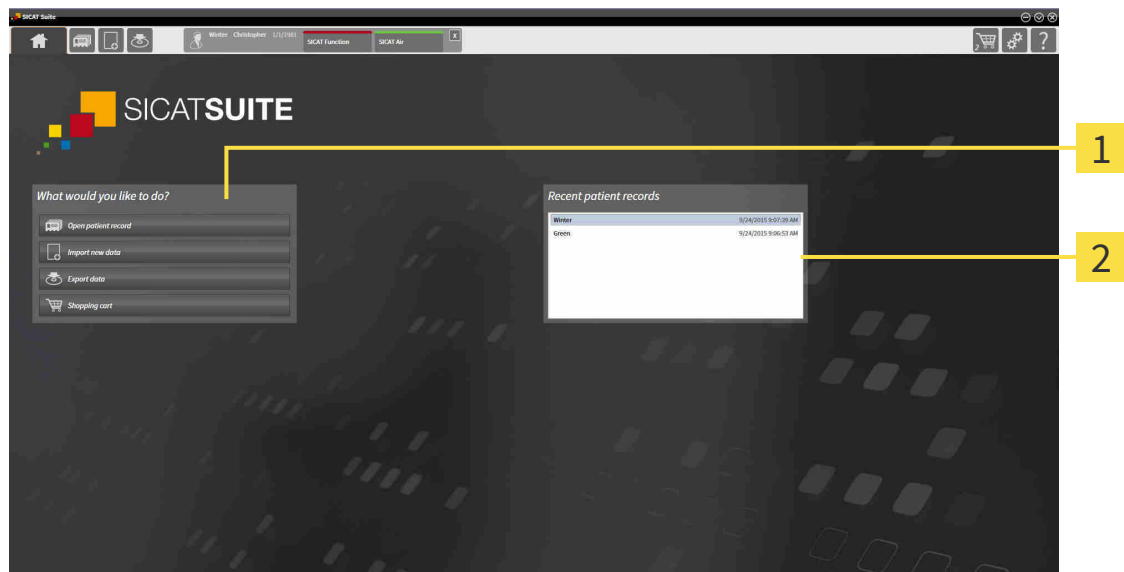 SICAT Suite
Winter Christopher 1/1/1981
SICAT Function
SICAT Air
X
2
?
SICATSUITE
1
What would you like to do?
Open patient record
Import new data
Export data
Shopping cart
Recent patient records
Winter 9/24/2015 9:07:39 AM
Green 9/24/2015 9:06:53 AM
2